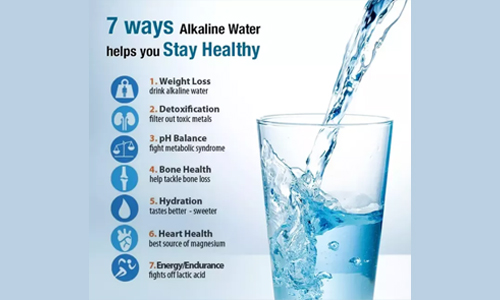 7 ways Alkaline Water
helps you Stay Healthy
1. Weight Loss
drink alkaline water
2. Detoxification
filter out toxic metals
3. pH Balance
fight metabolic syndrome
4. Bone Health
help tackle bone loss
5. Hydration
tastes better - sweeter
6. Heart Health
best source of magnesium
7. Energy/Endurance
fights off lactic acid